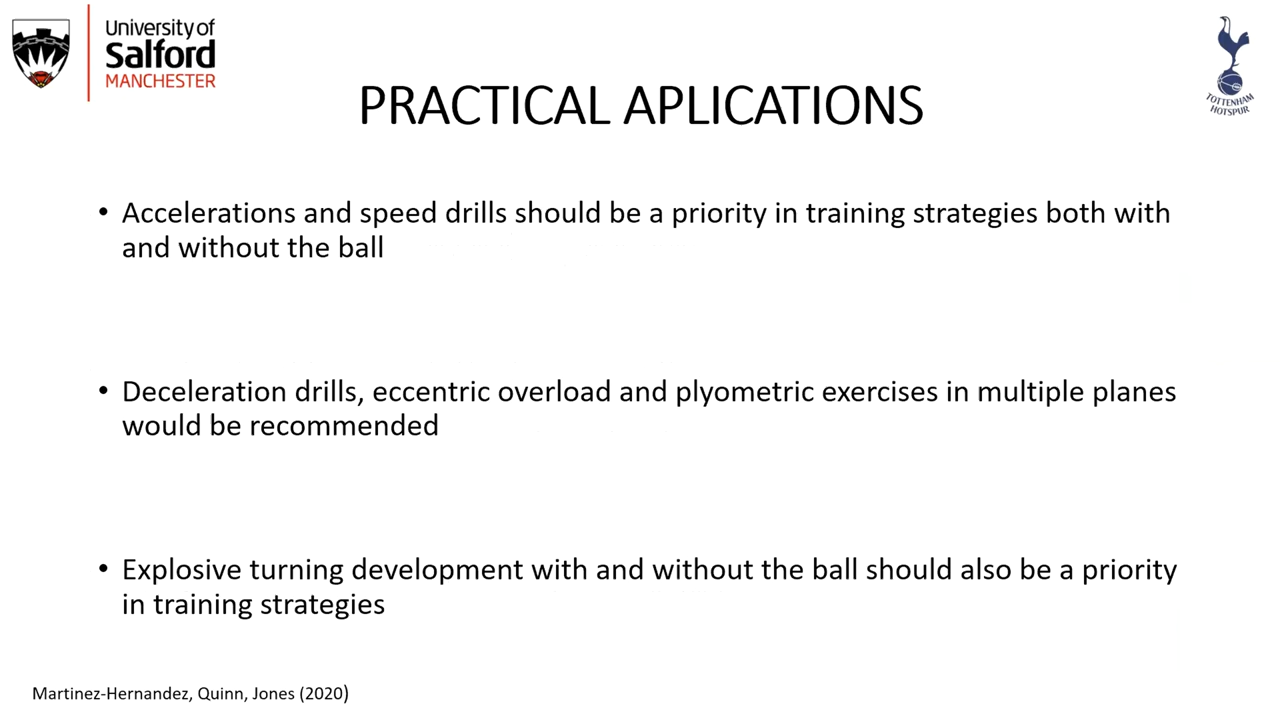 University of
Salford
MANCHESTER
TOTTENHAM
HOTSPUR
PRACTICAL APLICATIONS
• Accelerations and speed drills should be a priority in training strategies both with
and without the ball
• Deceleration drills, eccentric overload and plyometric exercises in multiple planes
would be recommended
• Explosive turning development with and without the ball should also be a priority
in training strategies
Martinez-Hernandez, Quinn, Jones (2020)